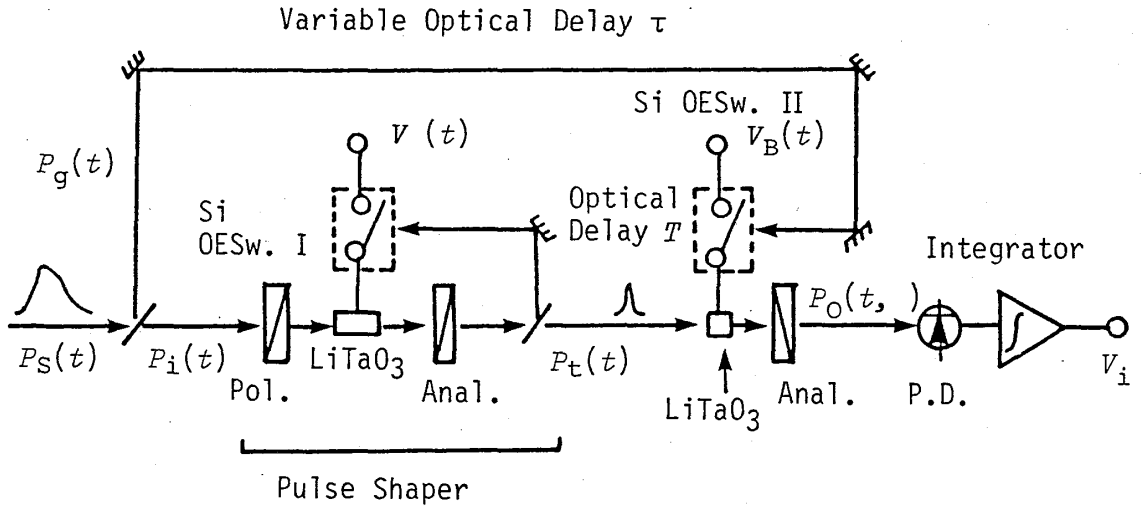 Variable Optical Delay τ
Si OESw. II
V (t)
V_B(t)
P_g(t)
Si
OESw. I
Optical
Delay T
Integrator
P_S(t)
P_i(t)
Pol.
LiTaO₃
Anal.
P_t(t)
LiTaO₃
P_O(t, )
Anal.
P.D.
∫
V_i
Pulse Shaper